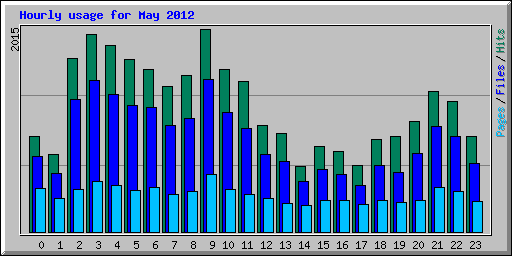 Hourly usage for May 2012
2015
Pages / Files / Hits
0 1 2 3 4 5 6 7 8 9 10 11 12 13 14 15 16 17 18 19 20 21 22 23